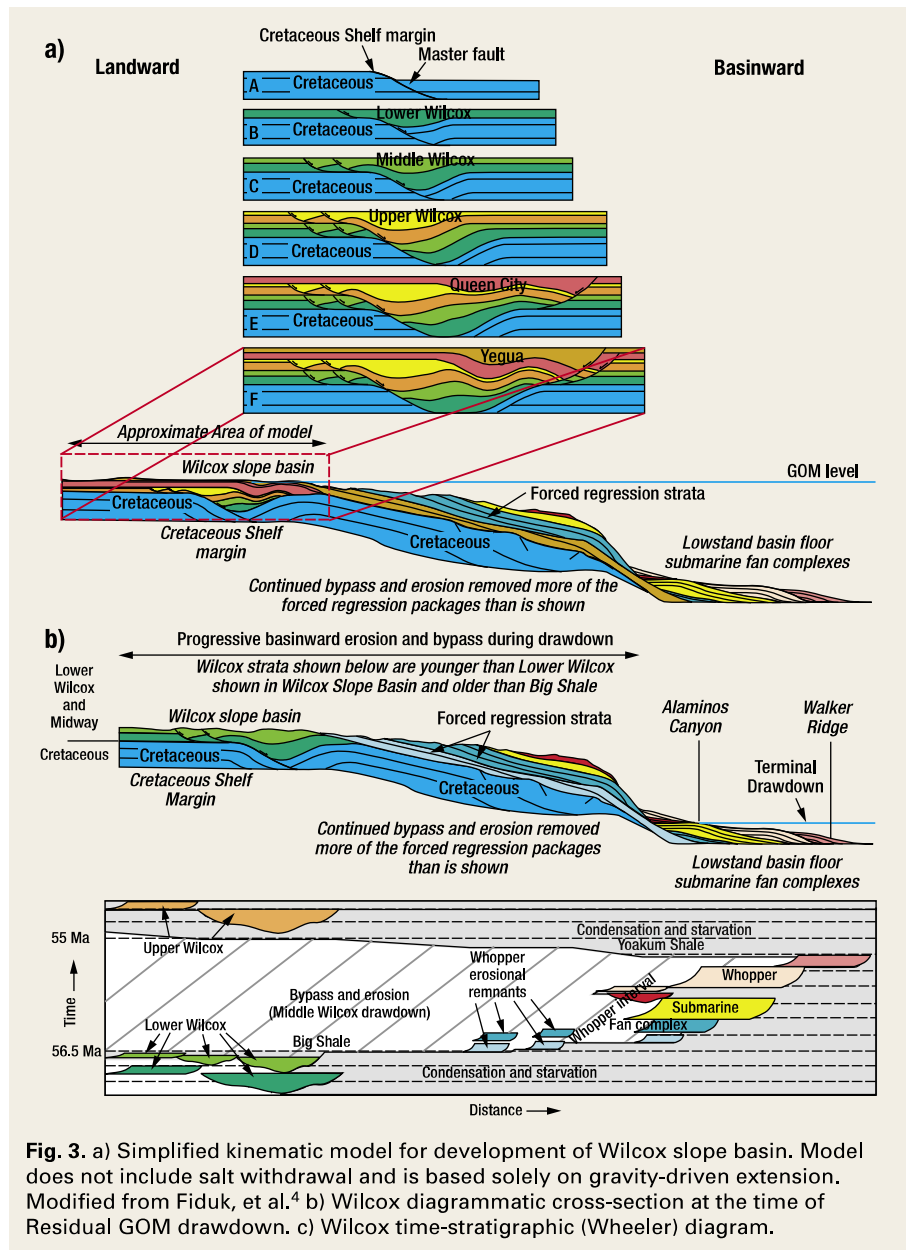 a)
Landward
Cretaceous Shelf margin
Master fault
Basinward
Cretaceous
A
Lower Wilcox
Cretaceous
B
Middle Wilcox
Cretaceous
C
Upper Wilcox
Cretaceous
D
Queen City
Cretaceous
E
Yegua
Cretaceous
F
Approximate Area of model
Wilcox slope basin
GOM level
Forced regression strata
Cretaceous
Cretaceous Shelf
margin
Cretaceous
Lowstand basin floor
submarine fan complexes
Continued bypass and erosion removed more of the
forced regression packages than is shown
b)
Progressive basinward erosion and bypass during drawdown
Wilcox strata shown below are younger than Lower Wilcox
shown in Wilcox Slope Basin and older than Big Shale
Lower
Wilcox
and
Midway
Cretaceous
Wilcox slope basin
Forced regression strata
Alaminos
Canyon
Walker
Ridge
Terminal
Drawdown
Cretaceous
Cretaceous Shelf
Margin
Cretaceous
Continued bypass and erosion removed
more of the forced regression packages
than is shown
Lowstand basin floor
submarine fan complexes
55 Ma
Upper Wilcox
Condensation and starvation
Yoakum Shale
Time
Bypass and erosion
(Middle Wilcox drawdown)
Whopper
erosional
remnants
Whopper interval
Whopper
Submarine
Fan complex
56.5 Ma
Lower Wilcox
Big Shale
Condensation and starvation
Distance
Fig. 3. a) Simplified kinematic model for development of Wilcox slope basin. Model
does not include salt withdrawal and is based solely on gravity-driven extension.
Modified from Fiduk, et al.4 b) Wilcox diagrammatic cross-section at the time of
Residual GOM drawdown. c) Wilcox time-stratigraphic (Wheeler) diagram.